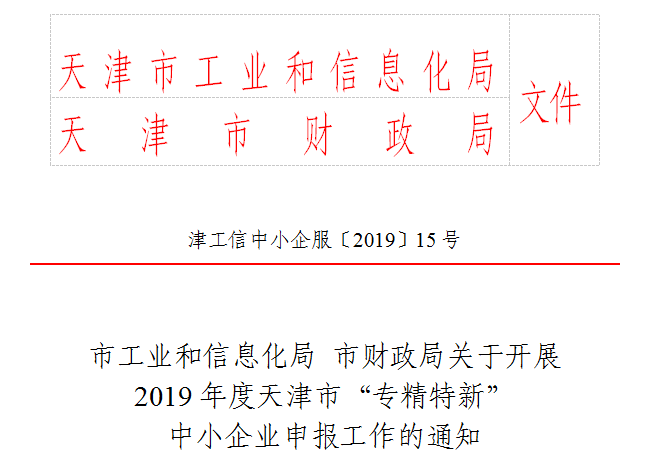 天津市工业和信息化局
天津市财政局
文件
津工信中小企服〔2019〕15号
市工业和信息化局 市财政局关于开展
2019年度天津市“专精特新”
中小企业申报工作的通知